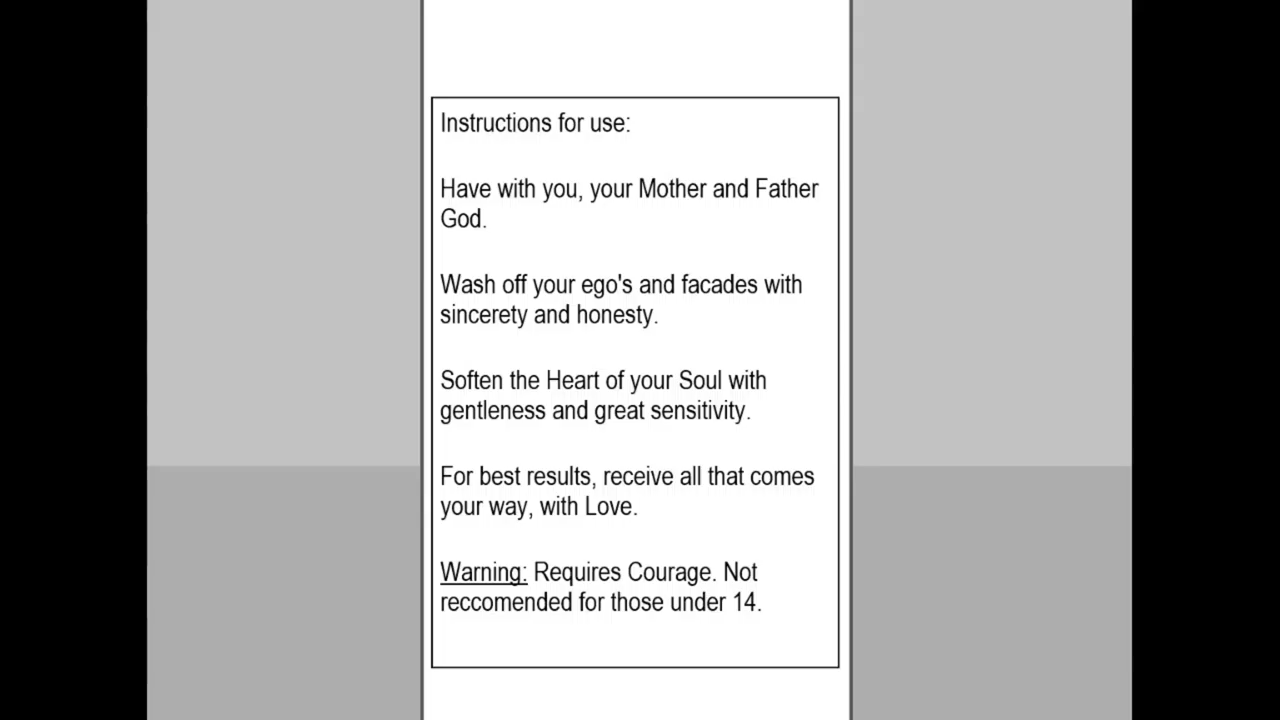 Instructions for use:
Have with you, your Mother and Father
God.
Wash off your ego's and facades with
sincerety and honesty.
Soften the Heart of your Soul with
gentleness and great sensitivity.
For best results, receive all that comes
your way, with Love.
Warning: Requires Courage. Not
reccomended for those under 14.